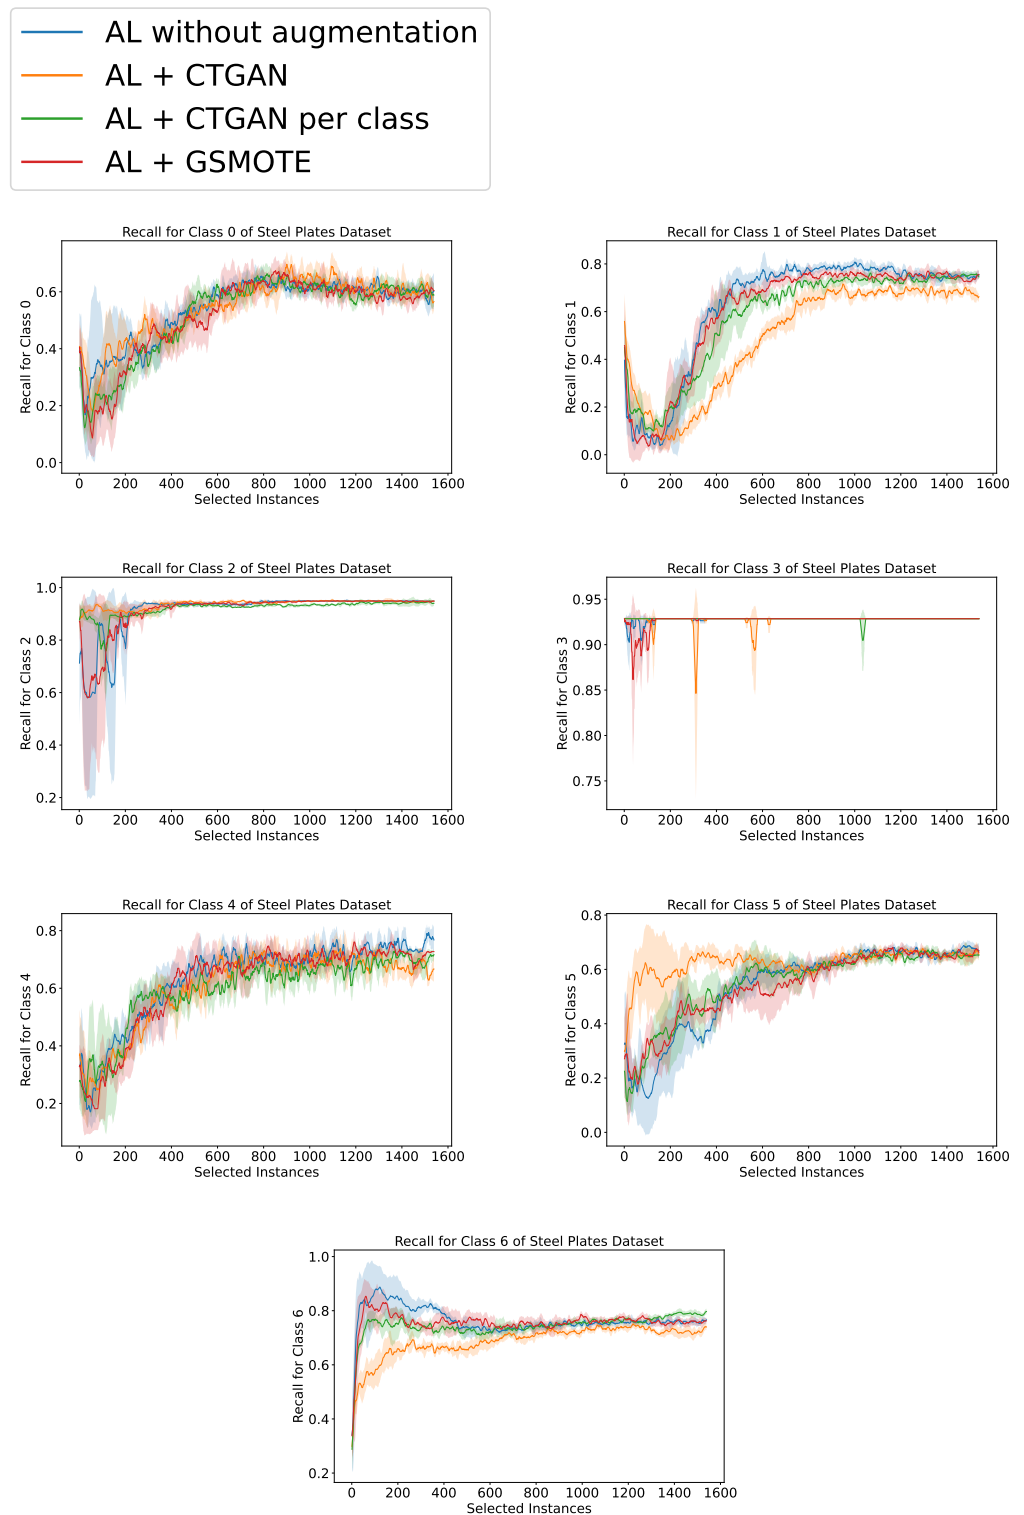 AL without augmentation
AL + CTGAN
AL + CTGAN per class
AL + GSMOTE
Recall for Class 0 of Steel Plates Dataset
Recall for Class 0
0.6
0.4
0.2
0.0
0 200 400 600 800 1000 1200 1400 1600
Selected Instances
Recall for Class 1 of Steel Plates Dataset
Recall for Class 1
0.8
0.6
0.4
0.2
0.0
0 200 400 600 800 1000 1200 1400 1600
Selected Instances
Recall for Class 2 of Steel Plates Dataset
Recall for Class 2
1.0
0.8
0.6
0.4
0.2
0 200 400 600 800 1000 1200 1400 1600
Selected Instances
Recall for Class 3 of Steel Plates Dataset
Recall for Class 3
0.95
0.90
0.85
0.80
0.75
0 200 400 600 800 1000 1200 1400 1600
Selected Instances
Recall for Class 4 of Steel Plates Dataset
Recall for Class 4
0.8
0.6
0.4
0.2
0 200 400 600 800 1000 1200 1400 1600
Selected Instances
Recall for Class 5 of Steel Plates Dataset
Recall for Class 5
0.8
0.6
0.4
0.2
0.0
0 200 400 600 800 1000 1200 1400 1600
Selected Instances
Recall for Class 6 of Steel Plates Dataset
Recall for Class 6
1.0
0.8
0.6
0.4
0.2
0 200 400 600 800 1000 1200 1400 1600
Selected Instances